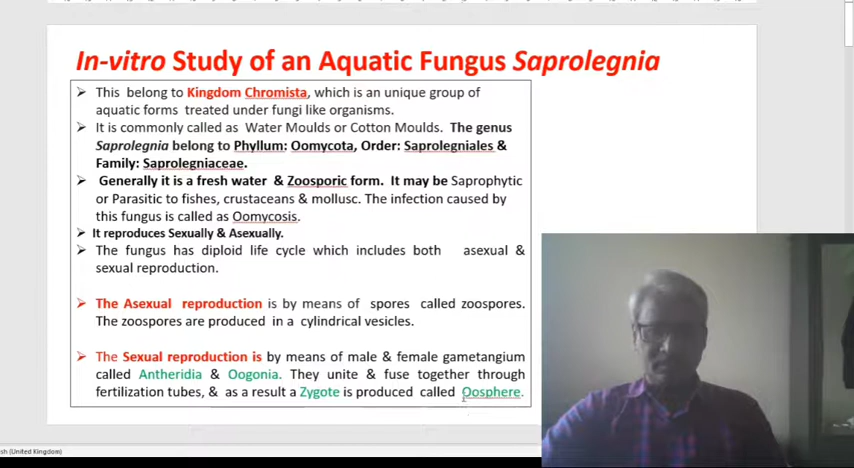 In-vitro Study of an Aquatic Fungus Saprolegnia
➢ This belong to Kingdom Chromista, which is an unique group of
aquatic forms treated under fungi like organisms.
➢ It is commonly called as Water Moulds or Cotton Moulds. The genus
Saprolegnia belong to Phyllum: Oomycota, Order: Saprolegniales &
Family: Saprolegniaceae.
➢ Generally it is a fresh water & Zoosporic form. It may be Saprophytic
or Parasitic to fishes, crustaceans & mollusc. The infection caused by
this fungus is called as Oomycosis.
➢ It reproduces Sexually & Asexually.
➢ The fungus has diploid life cycle which includes both asexual &
sexual reproduction.
➢ The Asexual reproduction is by means of spores called zoospores.
The zoospores are produced in a cylindrical vesicles.
➢ The Sexual reproduction is by means of male & female gametangium
called Antheridia & Oogonia. They unite & fuse together through
fertilization tubes, & as a result a Zygote is produced called Oosphere.
sh (United Kingdom)